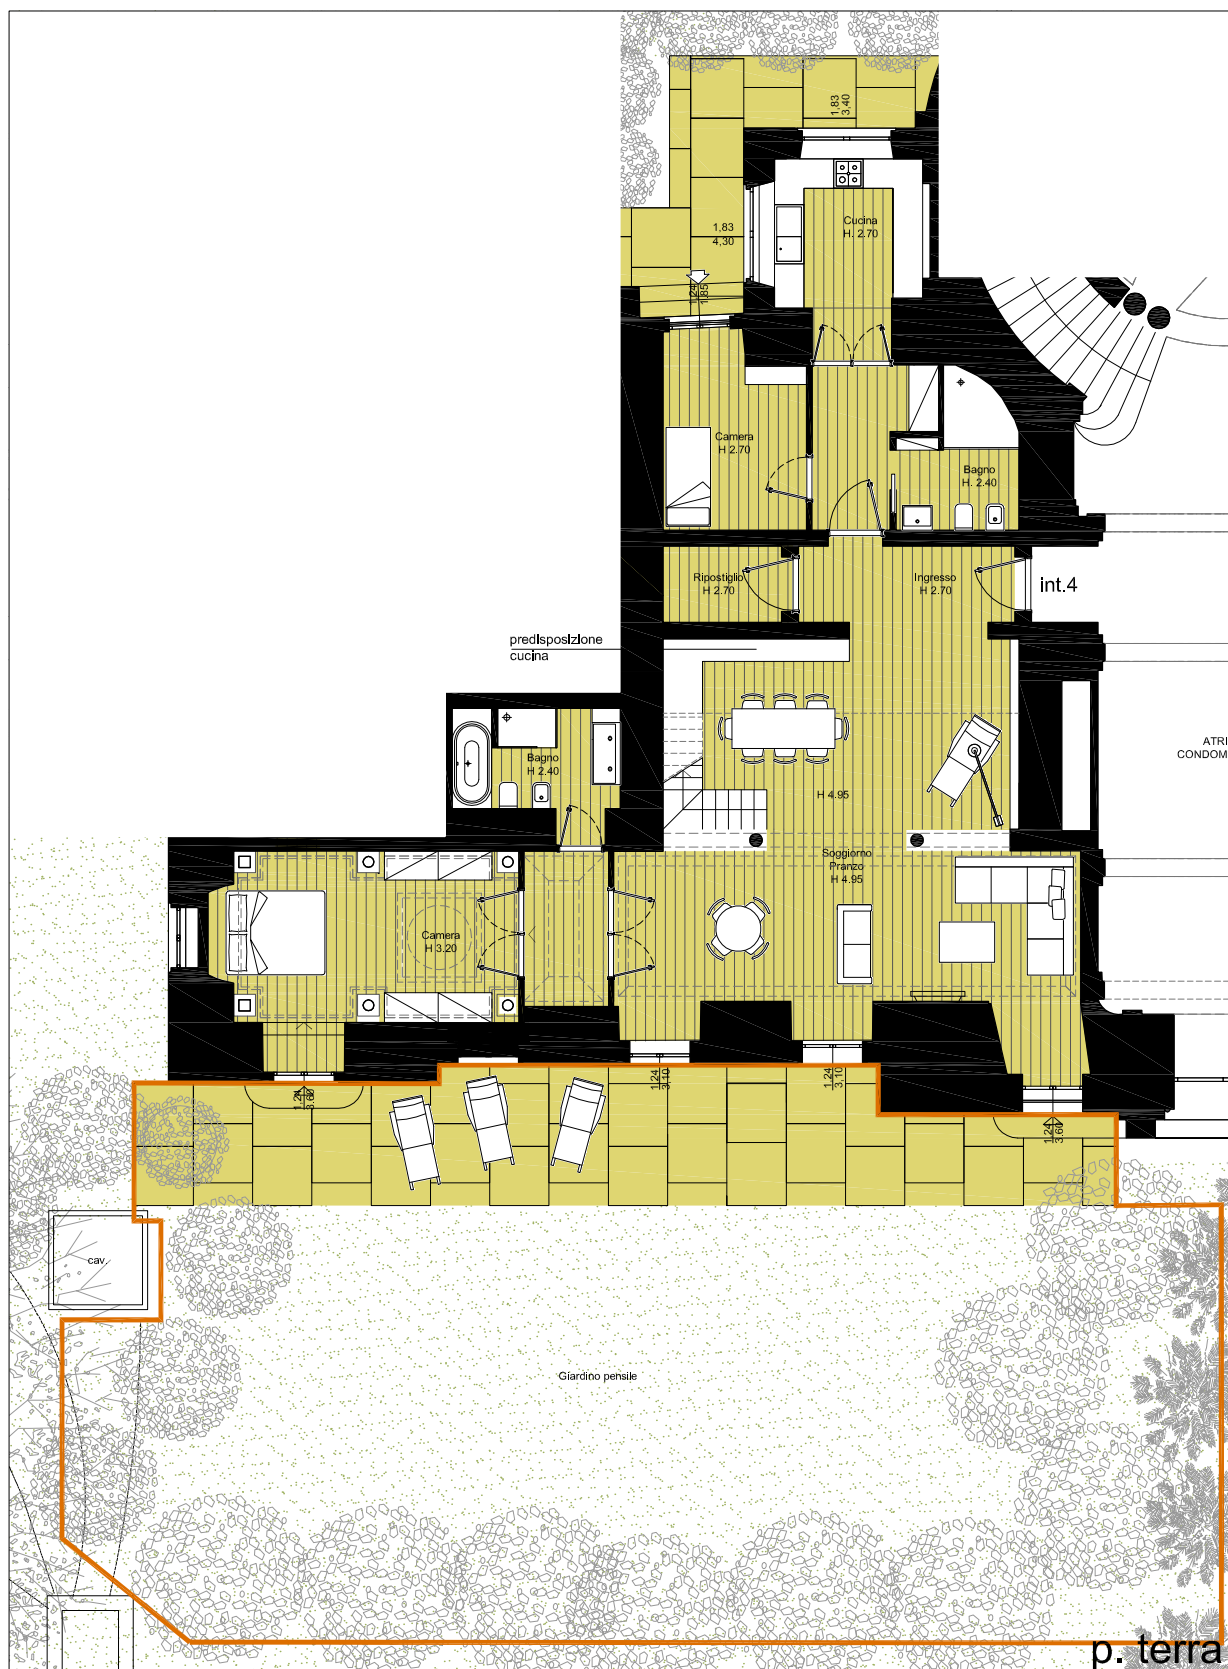 1,83
3,40
Cucina
H. 2.70
1,83
4,30
1,24
1,85
Camera
H 2.70
Bagno
H. 2.40
Ripostiglio
H 2.70
Ingresso
H 2.70
int.4
predisposizione
cucina
ATRI
CONDOM
Bagno
H 2.40
H 4.95
Soggiorno
Pranzo
H 4.95
Camera
H 3.20
1,24
3,60
1,24
3,10
1,24
3,10
1,24
3,60
cav.
Giardino pensile
p. terra